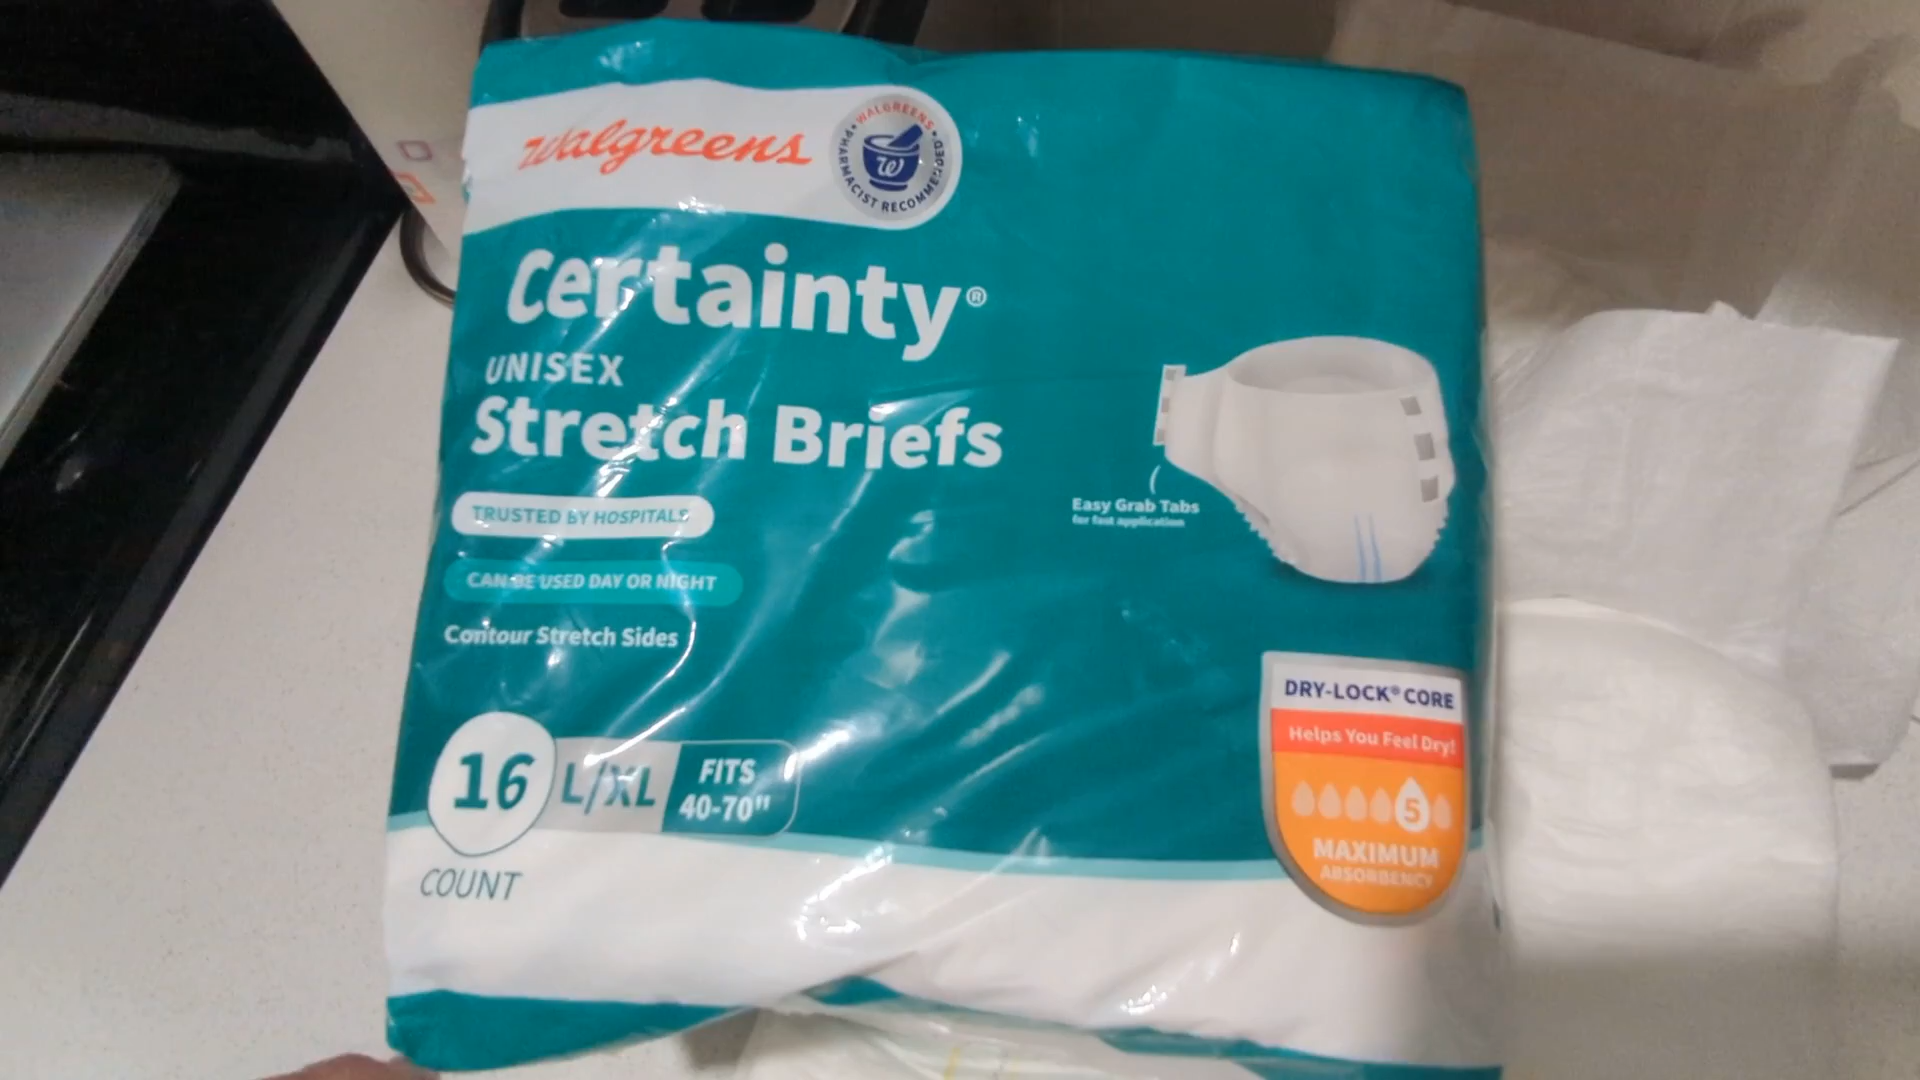 Walgreens
WALGREENS
PHARMACIST RECOMMENDED
W
Certainty®
UNISEX
Stretch Briefs
TRUSTED BY HOSPITALS
CAN BE USED DAY OR NIGHT
Contour Stretch Sides
Easy Grab Tabs
for fast application
DRY-LOCK® CORE
Helps You Feel Dry!
5
MAXIMUM
ABSORBENCY
16
COUNT
L/XL
FITS
40-70"